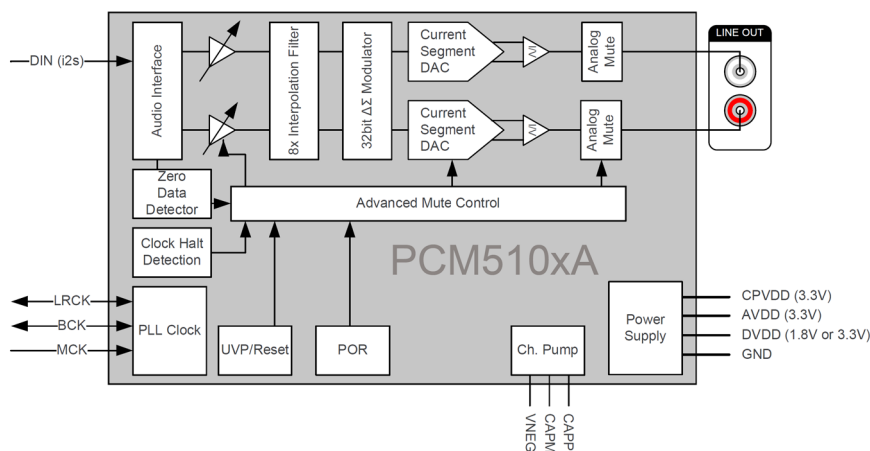 LINE OUT
DIN (i2s)
Audio Interface
8x Interpolation Filter
32bit ΔΣ Modulator
Current
Segment
DAC
Analog
Mute
Current
Segment
DAC
Analog
Mute
Zero
Data
Detector
Advanced Mute Control
Clock Halt
Detection
PCM510xA
LRCK
BCK
MCK
PLL Clock
UVP/Reset
POR
Ch. Pump
Power
Supply
CPVDD (3.3V)
AVDD (3.3V)
DVDD (1.8V or 3.3V)
GND
VNEG
CAPM
CAPP